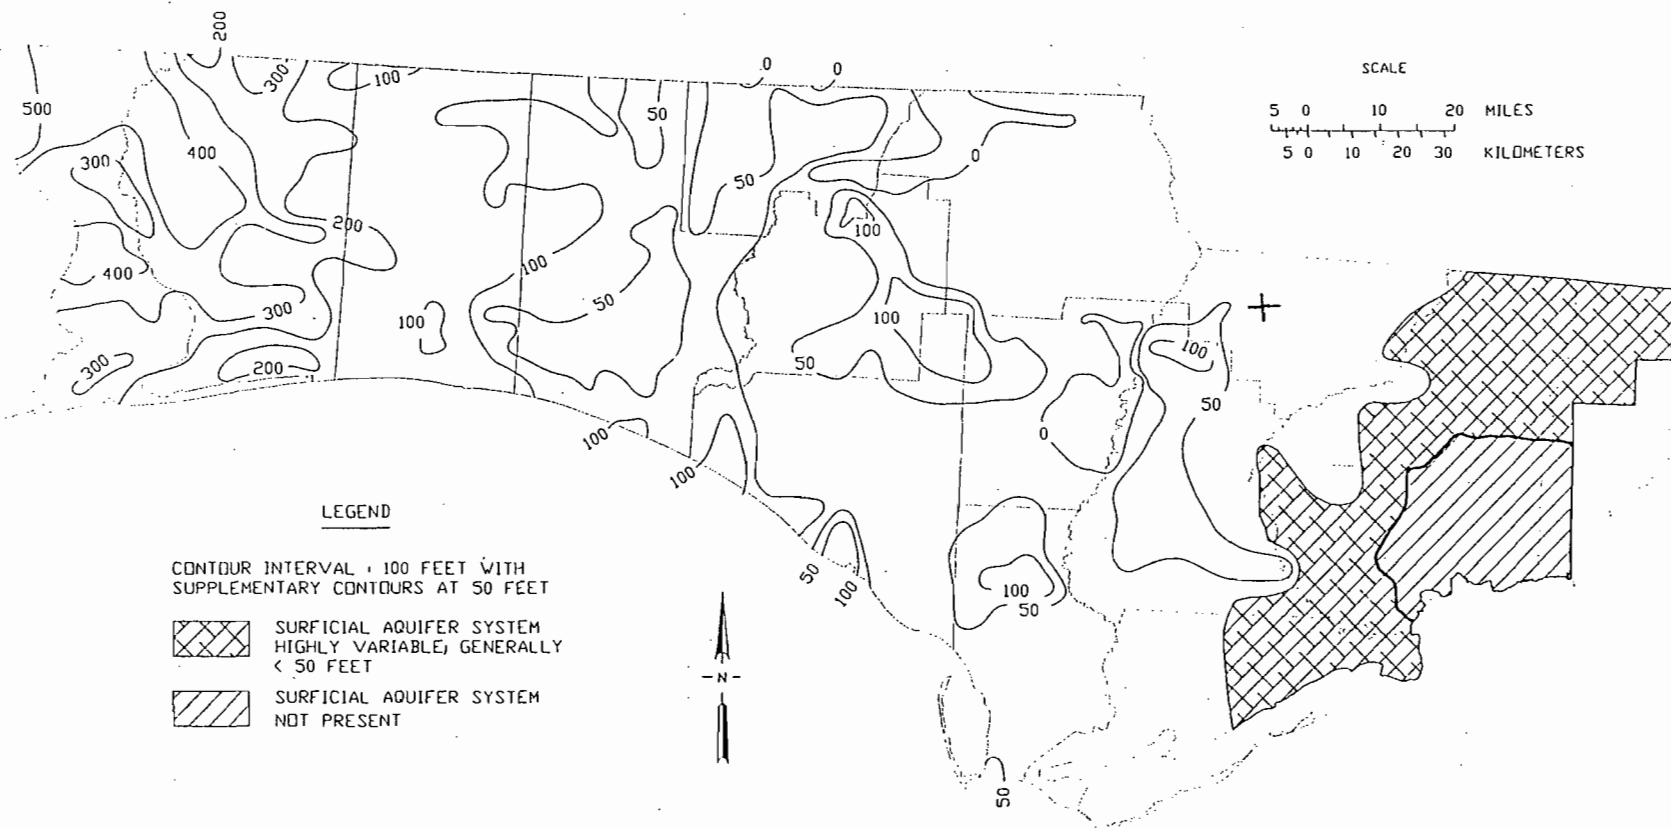 200
300
100
500
400
300
50
0
0
SCALE
5 0 10 20 MILES
5 0 10 20 30 KILOMETERS
0
50
200
100
400
100
50
300
100
100
300
200
50
100
50
0
100
100
LEGEND
CONTOUR INTERVAL : 100 FEET WITH
SUPPLEMENTARY CONTOURS AT 50 FEET
SURFICIAL AQUIFER SYSTEM
HIGHLY VARIABLE, GENERALLY
< 50 FEET
SURFICIAL AQUIFER SYSTEM
NOT PRESENT
50
100
100
50
-N-
50